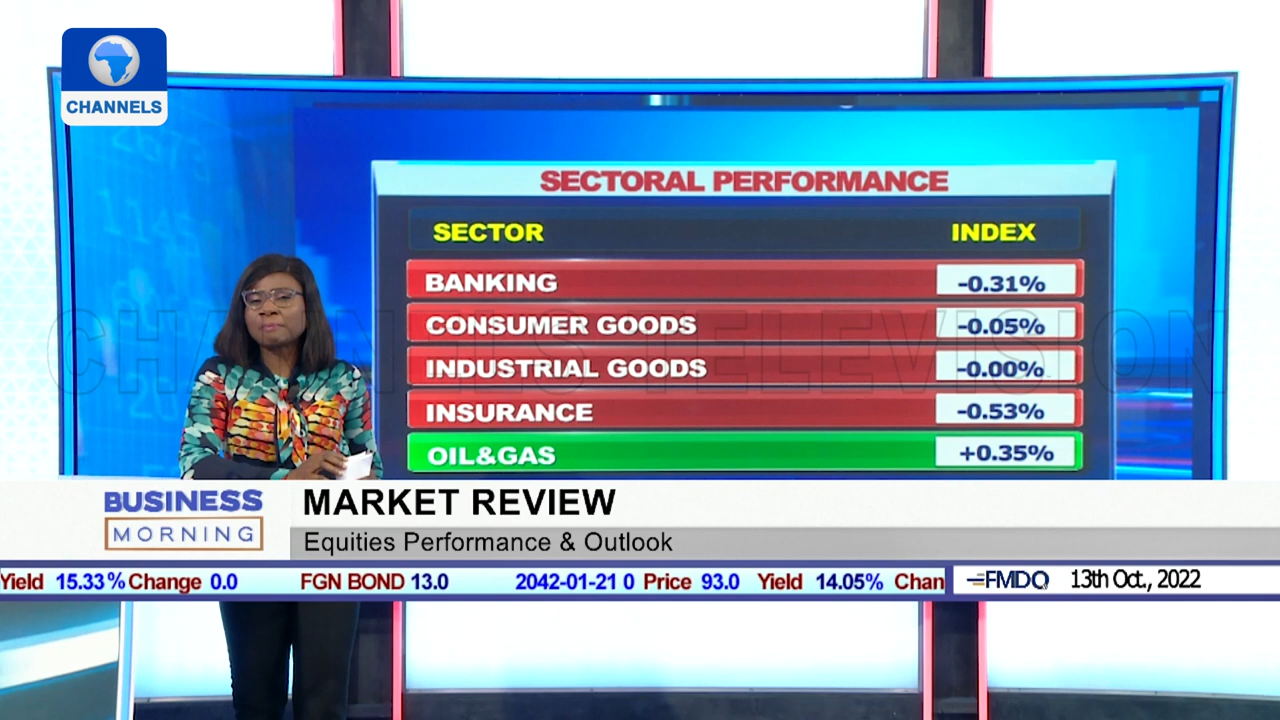 CHANNELS
SECTORAL PERFORMANCE
SECTOR INDEX
BANKING -0.31%
CONSUMER GOODS -0.05%
INDUSTRIAL GOODS -0.00%
INSURANCE -0.53%
OIL&GAS +0.35%
CHANNELS TELEVISION
BUSINESS
MORNING
MARKET REVIEW
Equities Performance & Outlook
Yield 15.33% Change 0.0 FGN BOND 13.0 2042-01-21 0 Price 93.0 Yield 14.05% Chan
FMDQ 13th Oct., 2022